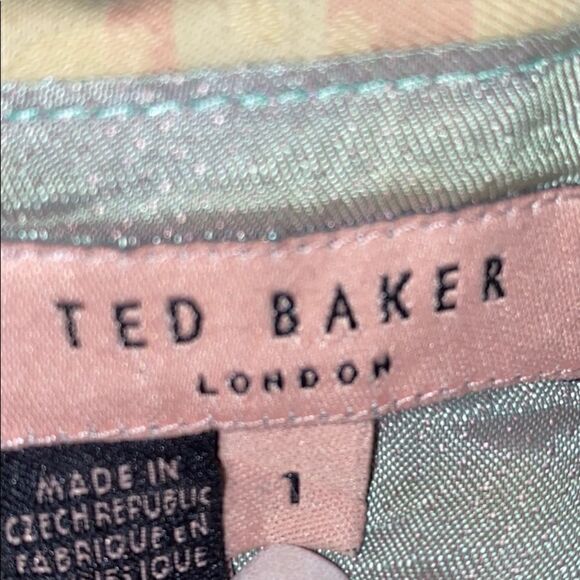 TED BAKER
LONDON
1
MADE IN
CZECH REPUBLIC
FABRIQUE EN